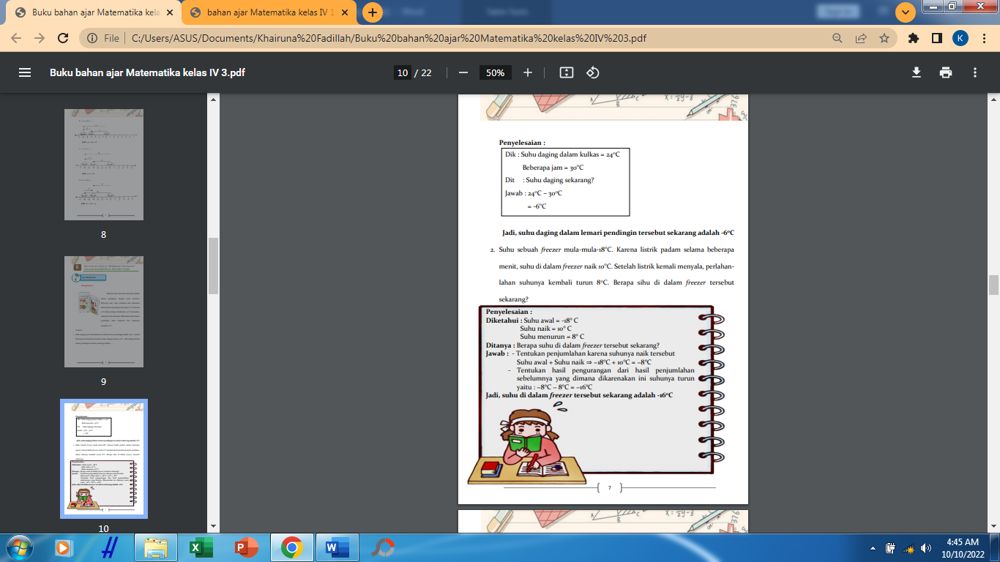 Buku bahan ajar Matematika kela
bahan ajar Matematika kelas IV 1
File C:/Users/ASUS/Documents/Khairuna%20Fadillah/Buku%20bahan%20ajar%20Matematika%20kelas%20IV%203.pdf
K
Buku bahan ajar Matematika kelas IV 3.pdf
10 / 22
50%
8
9
10
Penyelesaian :
Dik : Suhu daging dalam kulkas = 24°C
Beberapa jam = 30°C
Dit : Suhu daging sekarang?
Jawab : 24°C – 30°C
= -6°C
Jadi, suhu daging dalam lemari pendingin tersebut sekarang adalah -6°C
2. Suhu sebuah freezer mula-mula-18°C. Karena listrik padam selama beberapa
menit, suhu di dalam freezer naik 10°C. Setelah listrik kemali menyala, perlahan-
lahan suhunya kembali turun 8°C. Berapa sihu di dalam freezer tersebut
sekarang?
Penyelesaian :
Diketahui : Suhu awal = -18° C
Suhu naik = 10° C
Suhu menurun = 8° C
Ditanya : Berapa suhu di dalam freezer tersebut sekarang?
Jawab : - Tentukan penjumlahan karena suhunya naik tersebut
Suhu awal + Suhu naik ⇒ –18°C + 10°C = –8°C
- Tentukan hasil pengurangan dari hasil penjumlahan
sebelumnya yang dimana dikarenakan ini suhunya turun
yaitu : –8°C – 8°C = –16°C
Jadi, suhu di dalam freezer tersebut sekarang adalah -16°C
7
4:45 AM
10/10/2022